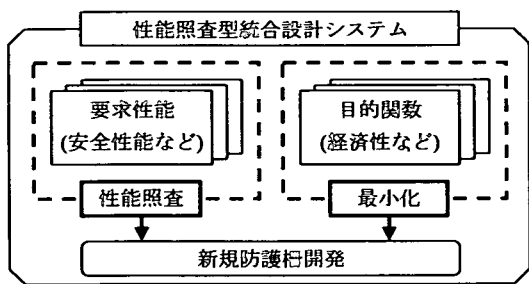 性能照査型統合設計システム
要求性能
(安全性能など)
目的関数
(経済性など)
性能照査
最小化
新規防護柵開発